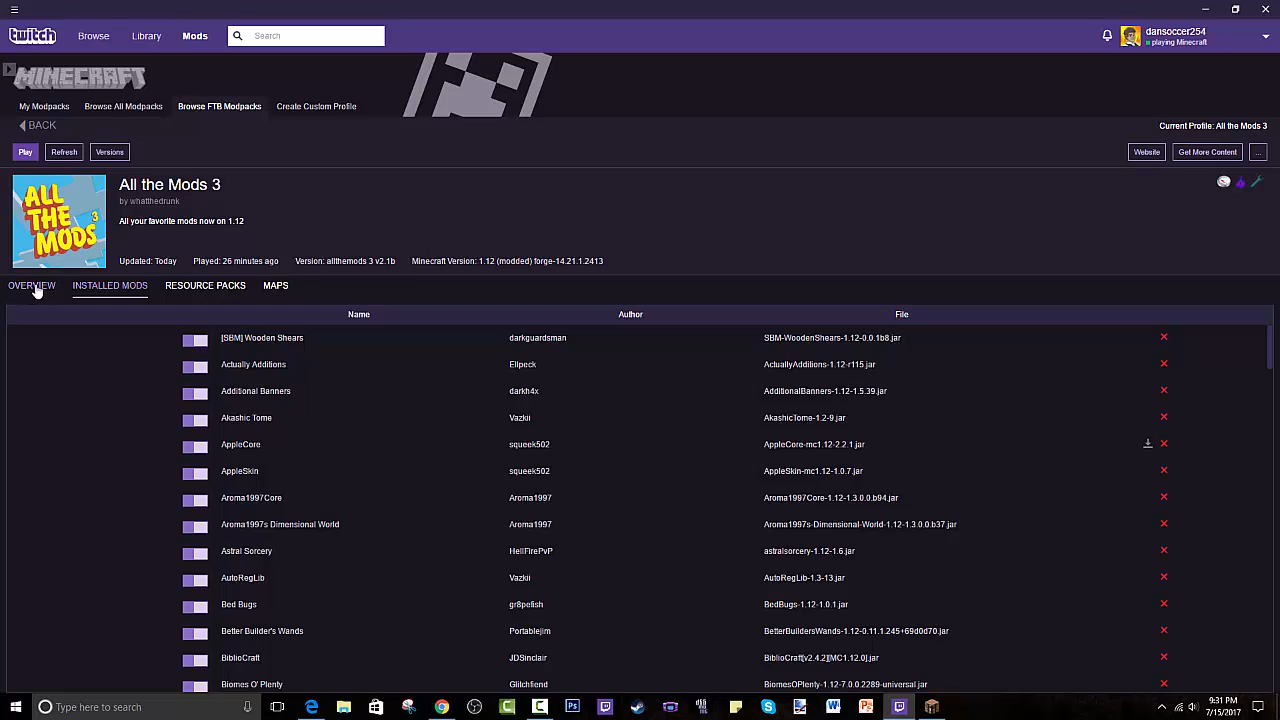 twitch Browse Library Mods Search dansoccer254
playing Minecraft
MINECRAFT
My Modpacks Browse All Modpacks Browse FTB Modpacks Create Custom Profile
BACK Current Profile: All the Mods 3
Play Refresh Versions Website Get More Content ...
ALL THE MODS 3
All the Mods 3
by whatthedrunk
All your favorite mods now on 1.12
Updated: Today Played: 26 minutes ago Version: allthemods 3 v2.1b Minecraft Version: 1.12 (modded) forge-14.21.1.2413
OVERVIEW INSTALLED MODS RESOURCE PACKS MAPS
Name Author File
[SBM] Wooden Shears darkguardsman SBM-WoodenShears-1.12-0.0.1b8.jar
Actually Additions Ellpeck ActuallyAdditions-1.12-r115.jar
Additional Banners darkh4x AdditionalBanners-1.12-1.5.39.jar
Akashic Tome Vazkii AkashicTome-1.2-9.jar
AppleCore squeek502 AppleCore-mc1.12-2.2.1.jar
AppleSkin squeek502 AppleSkin-mc1.12-1.0.7.jar
Aroma1997Core Aroma1997 Aroma1997Core-1.12-1.3.0.0.b94.jar
Aroma1997s Dimensional World Aroma1997 Aroma1997s-Dimensional-World-1.12-1.3.0.0.b37.jar
Astral Sorcery HellFirePvP astralsorcery-1.12-1.6.jar
AutoRegLib Vazkii AutoRegLib-1.3-13.jar
Bed Bugs gr8pefish BedBugs-1.12-1.0.1.jar
Better Builder's Wands Portablejim BetterBuildersWands-1.12-0.11.1.245+69d0d70.jar
BiblioCraft JDSinclair BiblioCraft[v2.4.2][MC1.12.0].jar
Biomes O' Plenty Glitchfiend BiomesOPlenty-1.12-7.0.0.2289-universal.jar
Type here to search 9:31 PM
7/15/2017